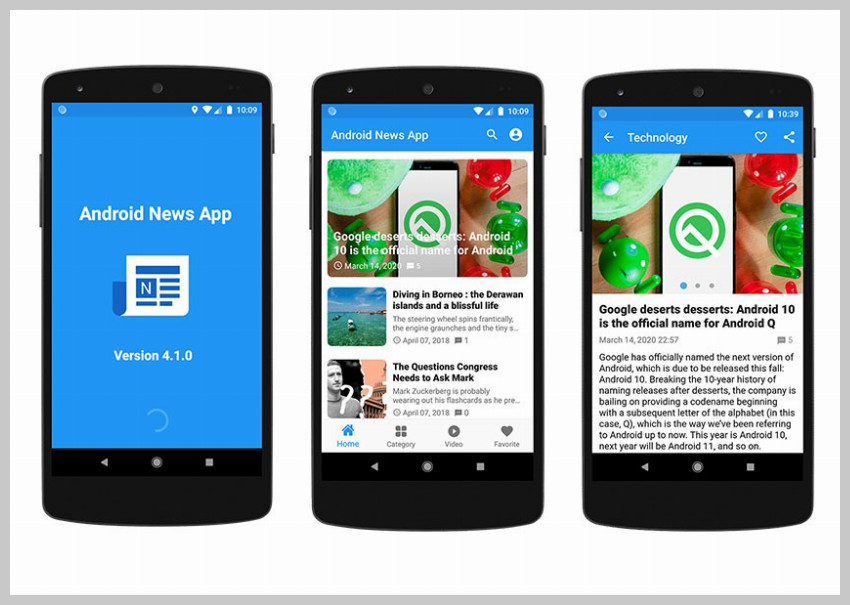 10:09
Android News App
N
Version 4.1.0
10:09
Android News App
Google deserts desserts: Android
10 is the official name for Android
March 14, 2020 5
Diving in Borneo : the Derawan
islands and a blissful life
The steering wheel spins frantically,
the engine graunches and the tiny s...
April 07, 2018 1
The Questions Congress
Needs to Ask Mark
Mark Zuckerberg is probably
wearing out his flashcards as he pre...
April 07, 2018 0
Home
Category
Video
Favorite
10:39
Technology
Google deserts desserts: Android 10
is the official name for Android Q
March 14, 2020 22:57 5
Google has officially named the next version of
Android, which is due to be released this fall:
Android 10. Breaking the 10-year history of
naming releases after desserts, the company is
bailing on providing a codename beginning
with a subsequent letter of the alphabet (in this
case, Q), which is the way we've been referring
to Android up to now. This year is Android 10,
next year will be Android 11, and so on.